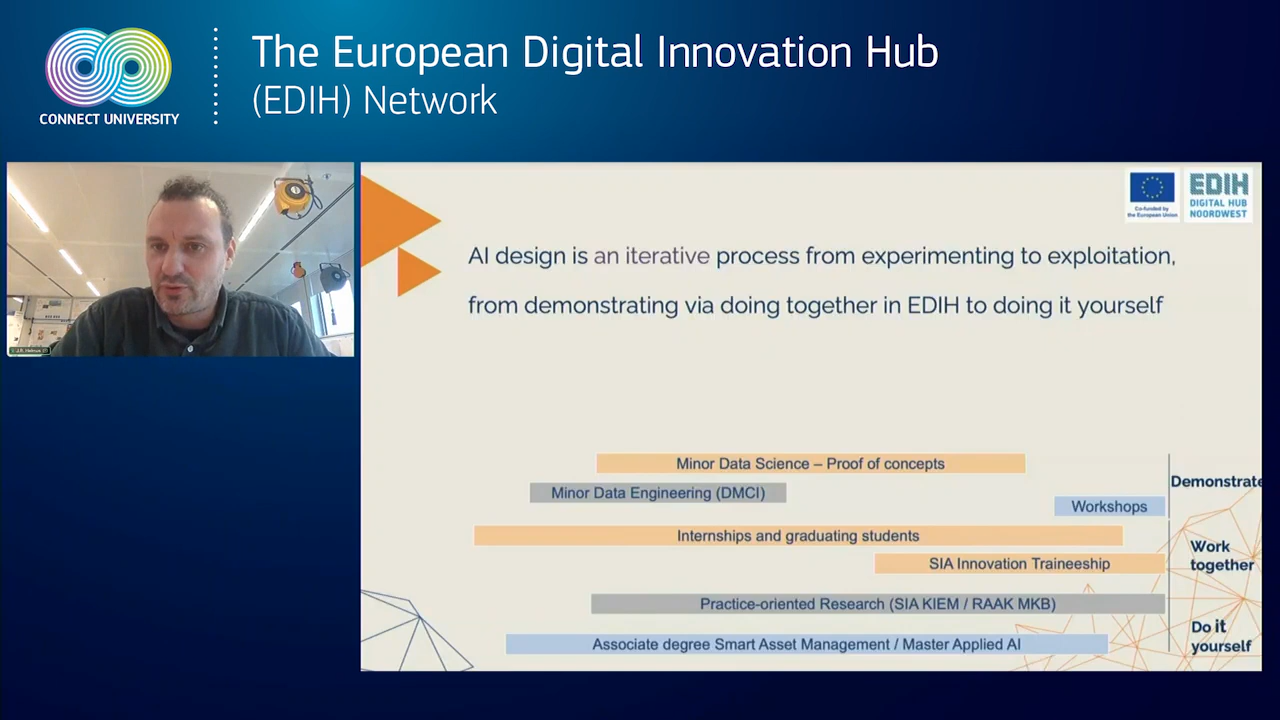 The European Digital Innovation Hub
(EDIH) Network
CONNECT UNIVERSITY
Co-funded by
the European Union
EDIH
DIGITAL HUB
NOORDWEST
AI design is an iterative process from experimenting to exploitation,
from demonstrating via doing together in EDIH to doing it yourself
Minor Data Science – Proof of concepts
Minor Data Engineering (DMCI)
Workshops
Demonstrate
Internships and graduating students
SIA Innovation Traineeship
Work
together
Practice-oriented Research (SIA KIEM / RAAK MKB)
Associate degree Smart Asset Management / Master Applied AI
Do it
yourself